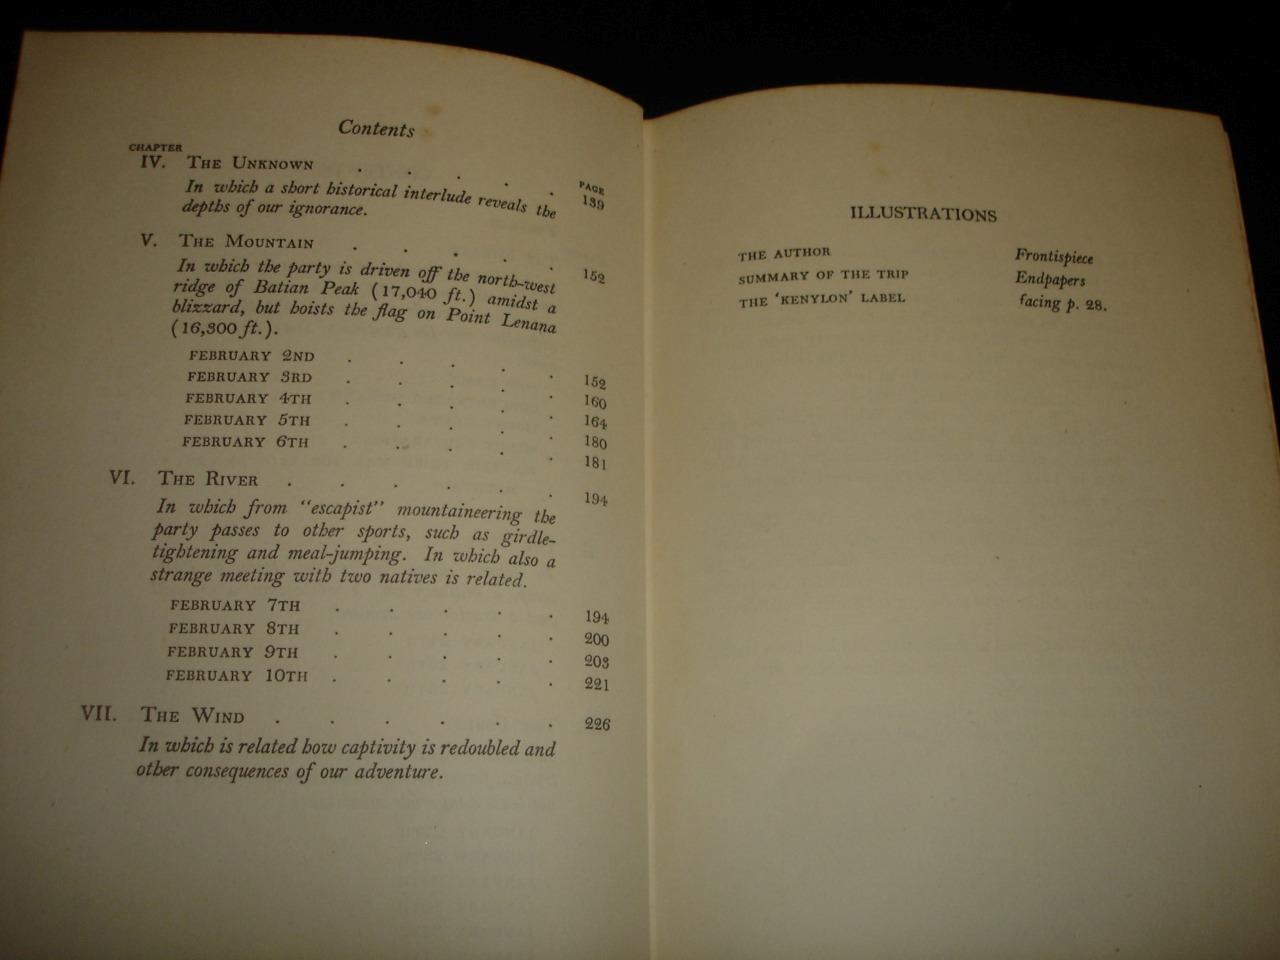 Contents
CHAPTER
PAGE
IV. THE UNKNOWN . . . . . 139
In which a short historical interlude reveals the
depths of our ignorance.
V. THE MOUNTAIN . . . . . 152
In which the party is driven off the north-west
ridge of Batian Peak (17,040 ft.) amidst a
blizzard, but hoists the flag on Point Lenana
(16,300 ft.).
FEBRUARY 2ND . . . . . 152
FEBRUARY 3RD . . . . . 160
FEBRUARY 4TH . . . . . 164
FEBRUARY 5TH . . . . . 180
FEBRUARY 6TH . . . . . 181
VI. THE RIVER . . . . . . 194
In which from "escapist" mountaineering the
party passes to other sports, such as girdle-
tightening and meal-jumping. In which also a
strange meeting with two natives is related.
FEBRUARY 7TH . . . . . 194
FEBRUARY 8TH . . . . . 200
FEBRUARY 9TH . . . . . 203
FEBRUARY 10TH . . . . . 221
VII. THE WIND . . . . . . 226
In which is related how captivity is redoubled and
other consequences of our adventure.
ILLUSTRATIONS
THE AUTHOR Frontispiece
SUMMARY OF THE TRIP Endpapers
THE 'KENYLON' LABEL facing p. 28.